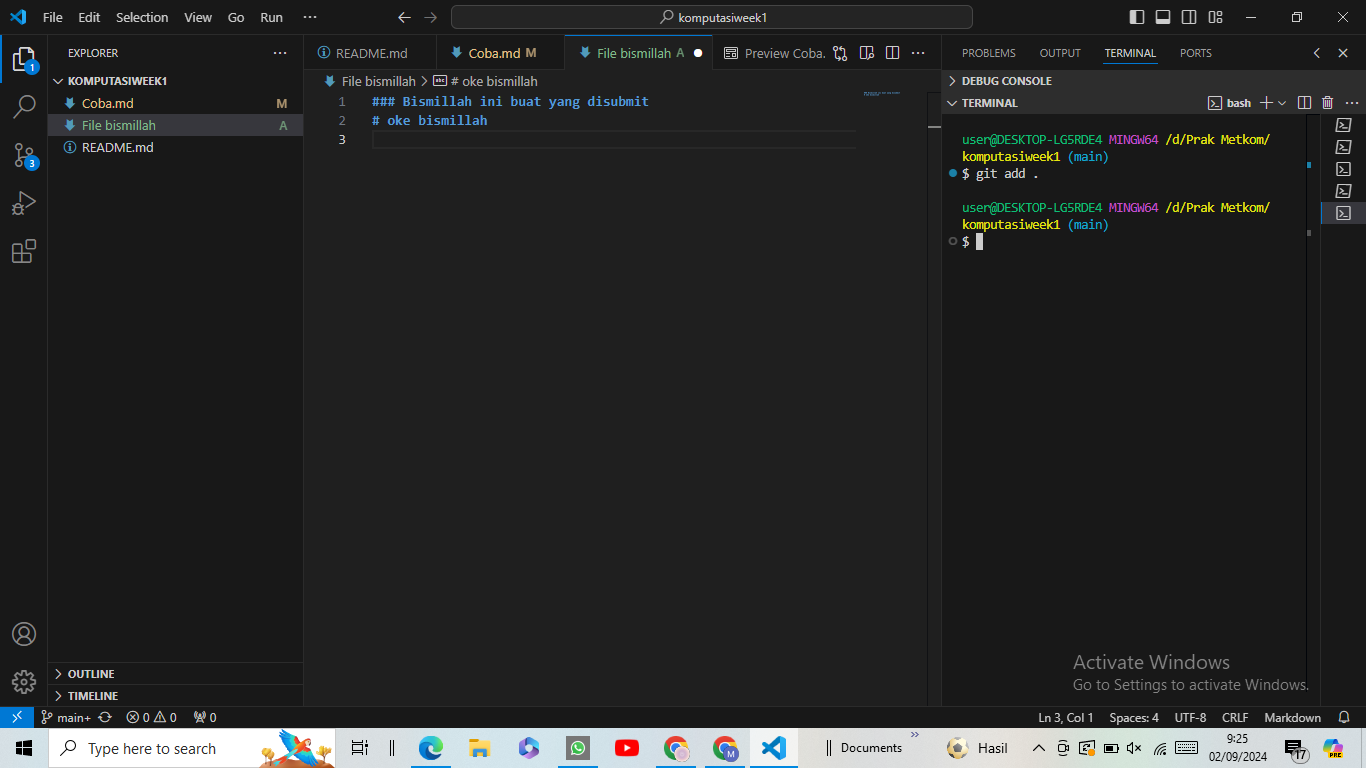 File Edit Selection View Go Run ··· komputasiweek1
EXPLORER ···
KOMPUTASIWEEK1
Coba.md M
File bismillah A
README.md
OUTLINE
TIMELINE
1
3
README.md Coba.md M File bismillah A Preview Coba. ···
File bismillah > # oke bismillah
1 ### Bismillah ini buat yang disubmit
2 # oke bismillah
3
PROBLEMS OUTPUT TERMINAL PORTS
DEBUG CONSOLE
TERMINAL bash ···
user@DESKTOP-LG5RDE4 MINGW64 /d/Prak Metkom/
komputasiweek1 (main)
$ git add .
user@DESKTOP-LG5RDE4 MINGW64 /d/Prak Metkom/
komputasiweek1 (main)
$
Activate Windows
Go to Settings to activate Windows.
main+ 0 0 0 Ln 3, Col 1 Spaces: 4 UTF-8 CRLF Markdown
Type here to search M Documents » Hasil 9:25 17 PRE
02/09/2024